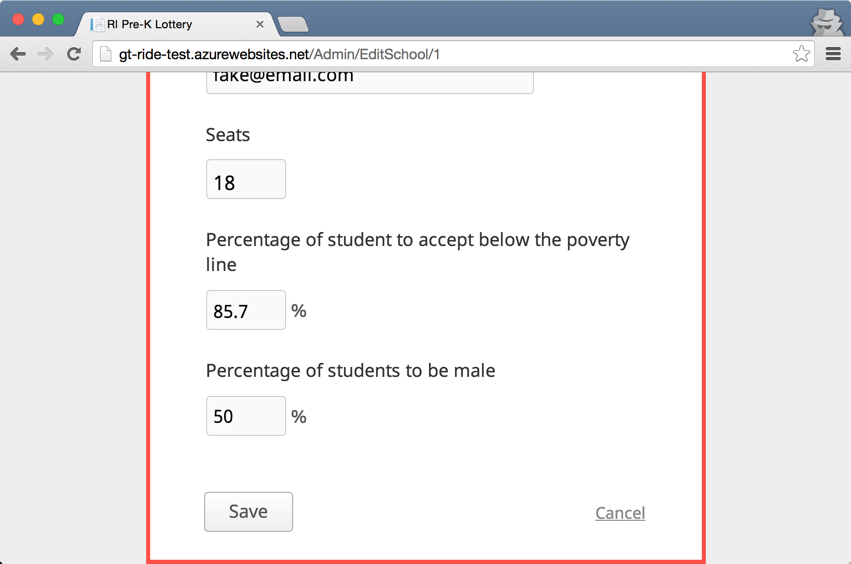 RI Pre-K Lottery
gt-ride-test.azurewebsites.net/Admin/EditSchool/1
fake@email.com
Seats
18
Percentage of student to accept below the poverty
line
85.7 %
Percentage of students to be male
50 %
Save Cancel